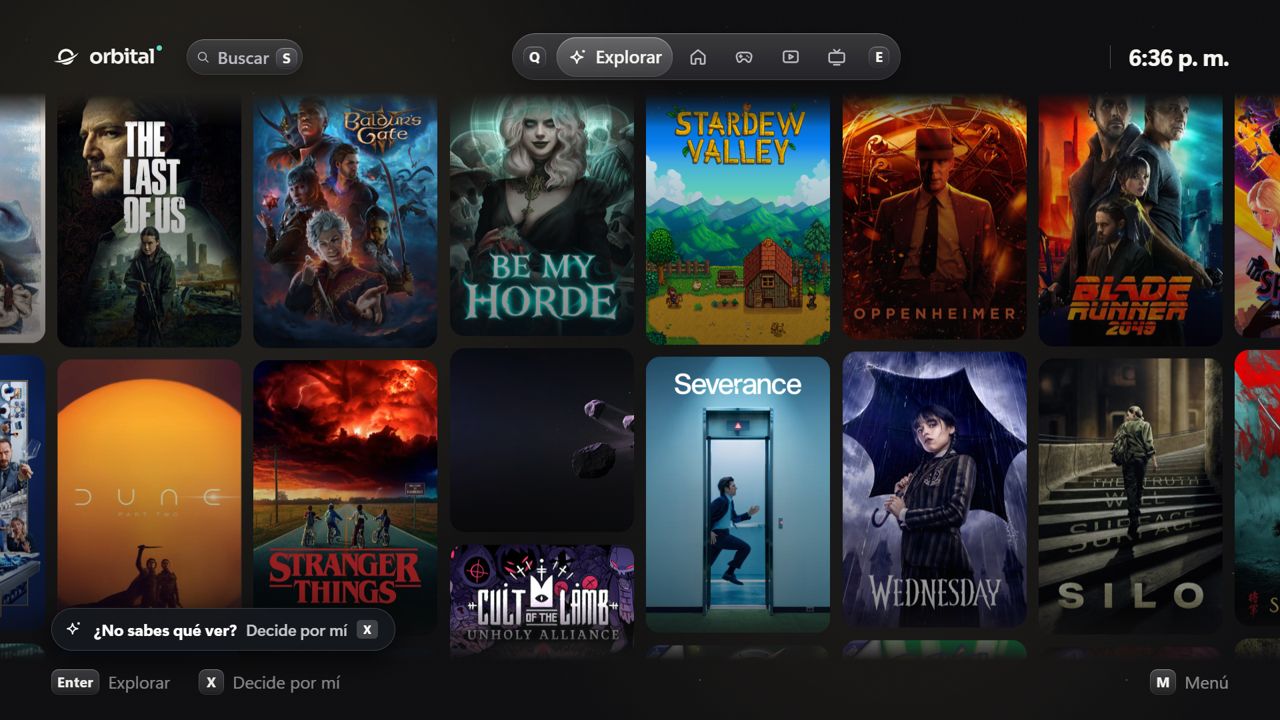 orbital
Buscar S
Q
Explorar
E
6:36 p. m.
THE
LAST
OF US
Baldur's
Gate
BE MY
HORDE
STARDEW
VALLEY
OPPENHEIMER
BLADE
RUNNER
2049
DUNE
PART TWO
STRANGER
THINGS
CULT OF THE LAMB
UNHOLY ALLIANCE
Severance
WEDNESDAY
THE TRUTH
WILL
SURFACE
SILO
¿No sabes qué ver? Decide por mí X
Enter Explorar
X Decide por mí
M Menú